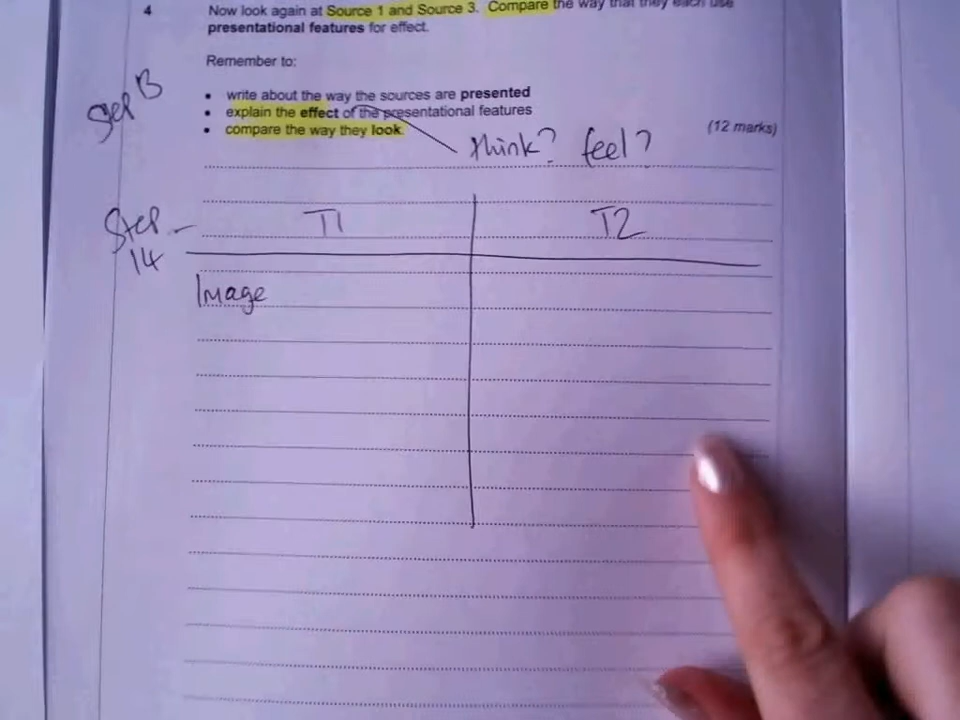 4 Now look again at Source 1 and Source 3. Compare the way that they each use
presentational features for effect.
Remember to:
• write about the way the sources are presented
• explain the effect of the presentational features
• compare the way they look.
(12 marks)
Step 13
think? feel?
Step 14
T1 T2
Image